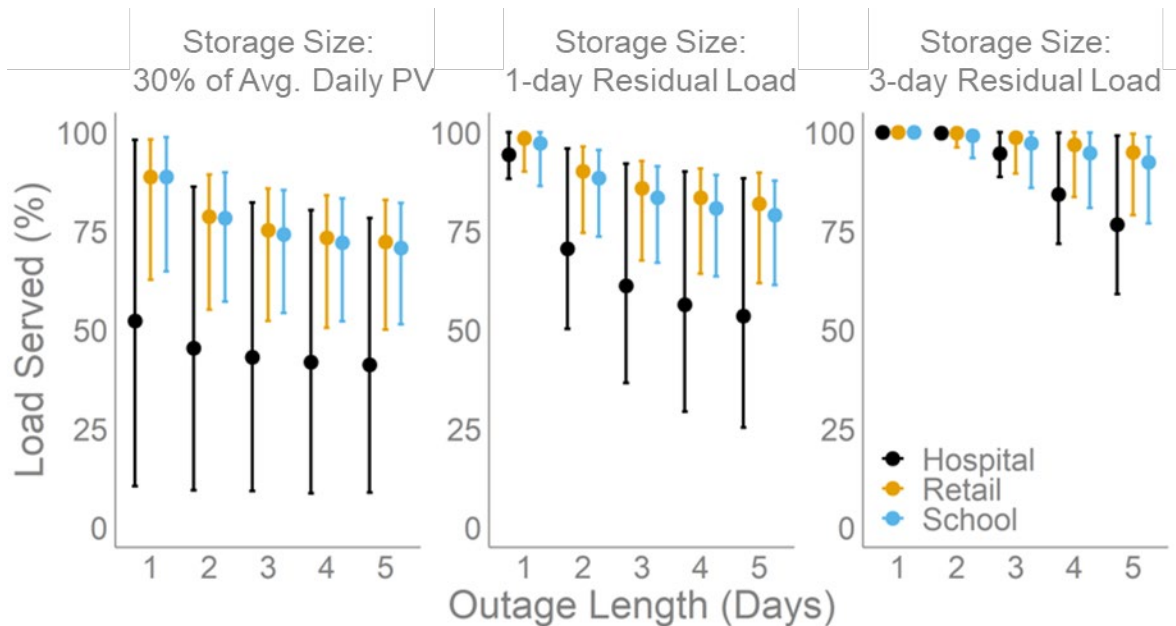 Storage Size:
30% of Avg. Daily PV
Storage Size:
1-day Residual Load
Storage Size:
3-day Residual Load
Load Served (%)
100
75
50
25
0
100
75
50
25
0
100
75
50
25
0
Hospital
Retail
School
1 2 3 4 5
1 2 3 4 5
1 2 3 4 5
Outage Length (Days)